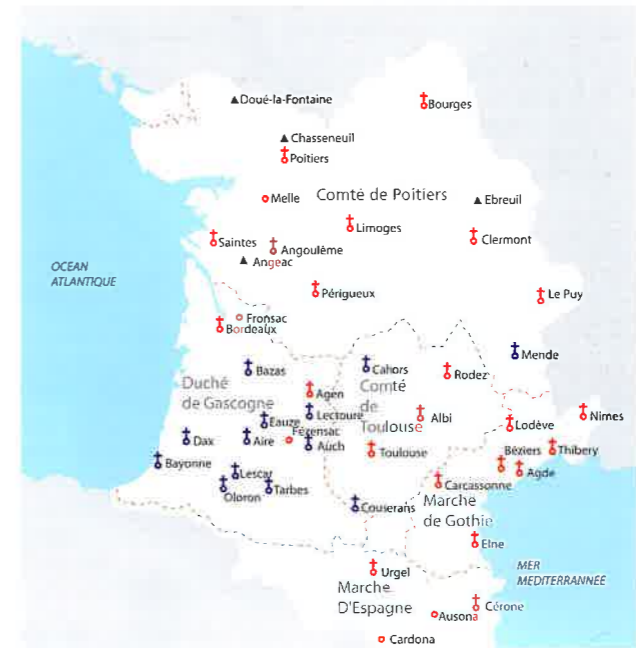 Doué-la-Fontaine
Bourges
Chasseneuil
Poitiers
Melle
Comté de Poitiers
Ebreuil
Limoges
Saintes
Angoulême
Clermont
Angeac
OCEAN
ATLANTIQUE
Périgueux
Le Puy
Fronsac
Bordeaux
Mende
Bazas
Cahors
Rodez
Duché
de Gascogne
Agen
Comté
de
Toulouse
Lectoure
Albi
Nimes
Eauze
Fézensac
Lodève
Dax
Aire
Auch
Toulouse
Béziers
Thibery
Bayonne
Agde
Lescar
Carcassonne
Oloron
Tarbes
Couserans
Marche
de Gothie
Elne
Urgel
MER
MEDITERRANNÉE
Marche
D'Espagne
Cérone
Ausona
Cardona